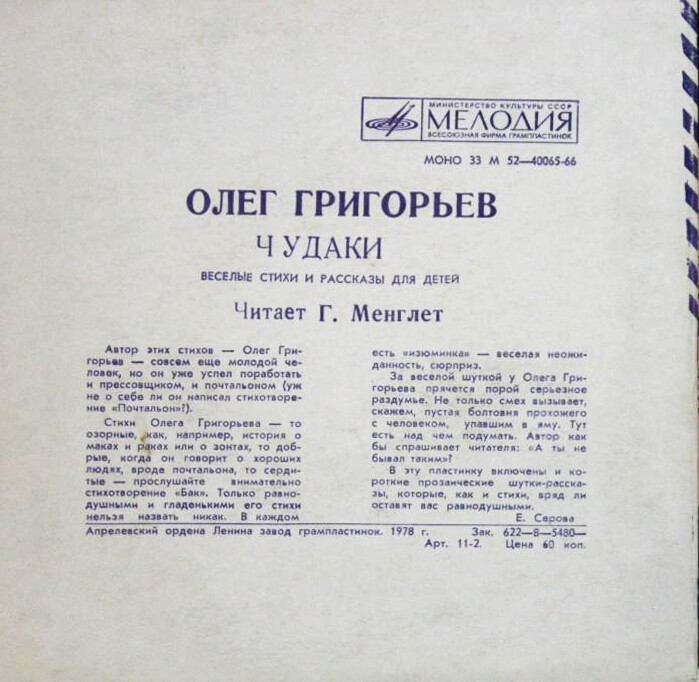 МИНИСТЕРСТВО КУЛЬТУРЫ СССР
МЕЛОДИЯ
ВСЕСОЮЗНАЯ ФИРМА ГРАМПЛАСТИНОК
МОНО 33 М 52—40065-66
ОЛЕГ ГРИГОРЬЕВ
ЧУДАКИ
ВЕСЕЛЫЕ СТИХИ И РАССКАЗЫ ДЛЯ ДЕТЕЙ
Читает Г. Менглет
Автор этих стихов — Олег Гри-
горьев — совсем еще молодой че-
ловек, но он уже успел поработать
и прессовщиком, и почтальоном (уж
не о себе ли он написал стихотворе-
ние «Почтальон»?).
Стихи Олега Григорьева — то
озорные, как, например, история о
маках и раках или о зонтах, то доб-
рые, когда он говорит о хороших
людях, вроде почтальона, то серди-
тые — прослушайте внимательно
стихотворение «Бак». Только равно-
душными и гладенькими его стихи
нельзя назвать никак. В каждом
есть «изюминка» — веселая неожи-
данность, сюрприз.
За веселой шуткой у Олега Гри-
горьева прячется порой серьезное
раздумье. Не только смех вызывает,
скажем, пустая болтовня прохожего
с человеком, упавшим в яму. Тут
есть над чем подумать. Автор как
бы спрашивает читателя: «А ты не
бывал таким»?
В эту пластинку включены и ко-
роткие прозаические шутки-расска-
зы, которые, как и стихи, вряд ли
оставят вас равнодушными.
Е. Серова
Апрелевский ордена Ленина завод грампластинок. 1978 г. Зак. 622—В—5480—
Арт. 11-2. Цена 60 коп.